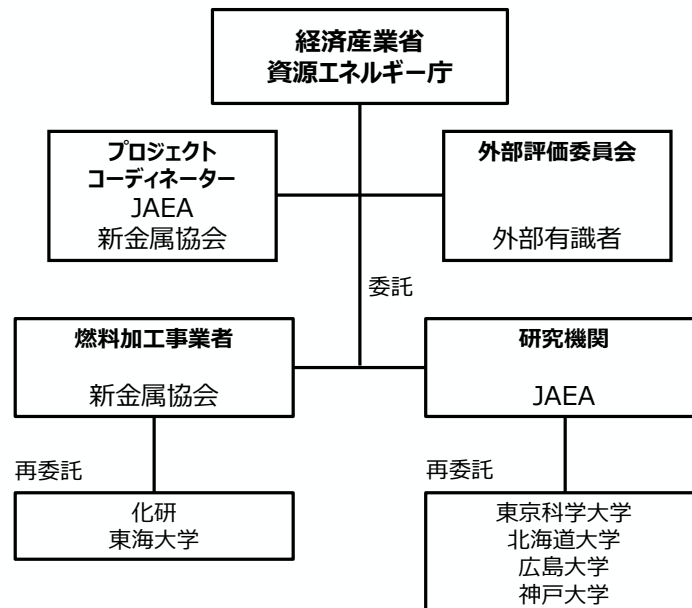 経済産業省
資源エネルギー庁
プロジェクト
コーディネーター
JAEA
新金属協会
外部評価委員会
外部有識者
委託
燃料加工事業者
新金属協会
研究機関
JAEA
再委託
化研
東海大学
再委託
東京科学大学
北海道大学
広島大学
神戸大学